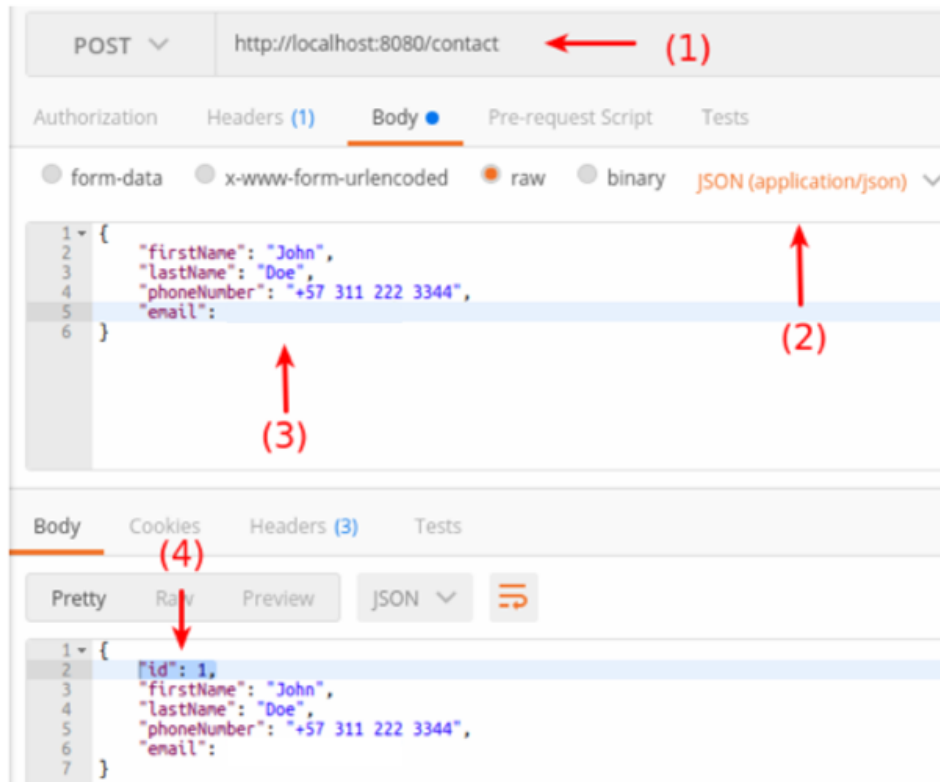 POST http://localhost:8080/contact (1)
Authorization Headers (1) Body Pre-request Script Tests
form-data x-www-form-urlencoded raw binary JSON (application/json)
1 {
2 "firstName": "John",
3 "lastName": "Doe",
4 "phoneNumber": "+57 311 222 3344",
5 "email":
6 }
(2)
(3)
Body Cookies Headers (3) Tests
(4)
Pretty Raw Preview JSON
1 {
2 "id": 1,
3 "firstName": "John",
4 "lastName": "Doe",
5 "phoneNumber": "+57 311 222 3344",
6 "email":
7 }